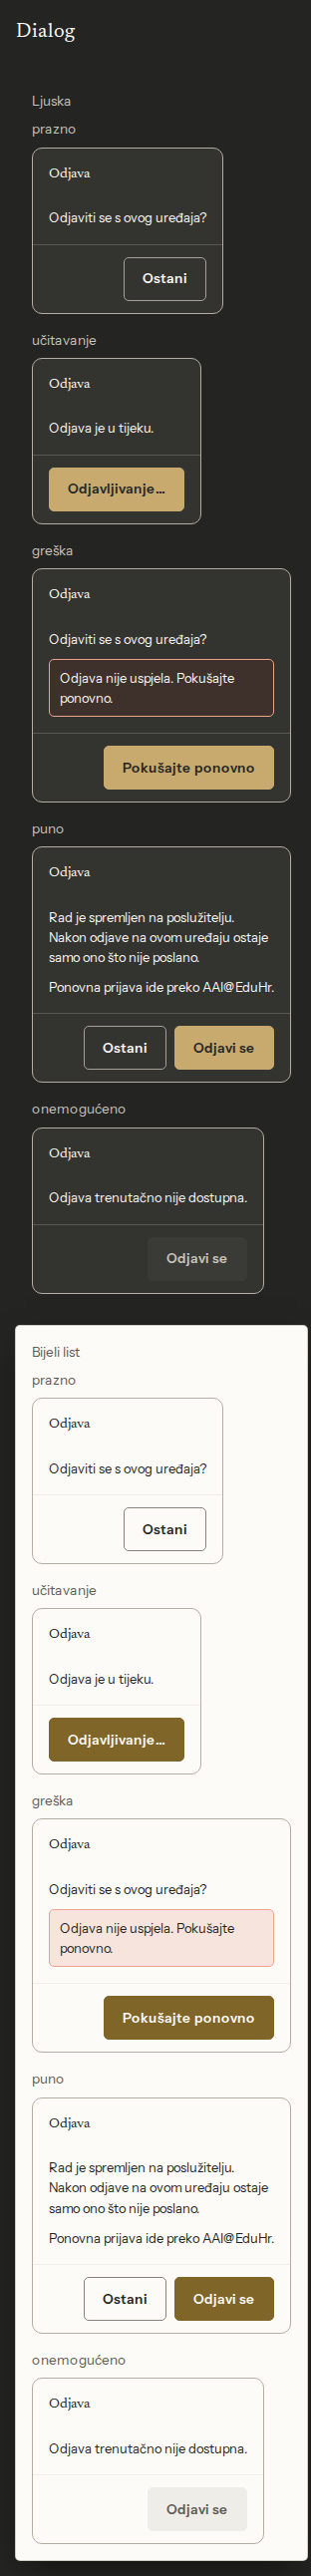 Dialog
Ljuska
prazno
Odjava
Odjaviti se s ovog uređaja?
Ostani
učitavanje
Odjava
Odjava je u tijeku.
Odjavljivanje…
greška
Odjava
Odjaviti se s ovog uređaja?
Odjava nije uspjela. Pokušajte
ponovno.
Pokušajte ponovno
puno
Odjava
Rad je spremljen na poslužitelju.
Nakon odjave na ovom uređaju ostaje
samo ono što nije poslano.
Ponovna prijava ide preko AAI@EduHr.
Ostani
Odjavi se
onemogućeno
Odjava
Odjava trenutačno nije dostupna.
Odjavi se
Bijeli list
prazno
Odjava
Odjaviti se s ovog uređaja?
Ostani
učitavanje
Odjava
Odjava je u tijeku.
Odjavljivanje…
greška
Odjava
Odjaviti se s ovog uređaja?
Odjava nije uspjela. Pokušajte
ponovno.
Pokušajte ponovno
puno
Odjava
Rad je spremljen na poslužitelju.
Nakon odjave na ovom uređaju ostaje
samo ono što nije poslano.
Ponovna prijava ide preko AAI@EduHr.
Ostani
Odjavi se
onemogućeno
Odjava
Odjava trenutačno nije dostupna.
Odjavi se